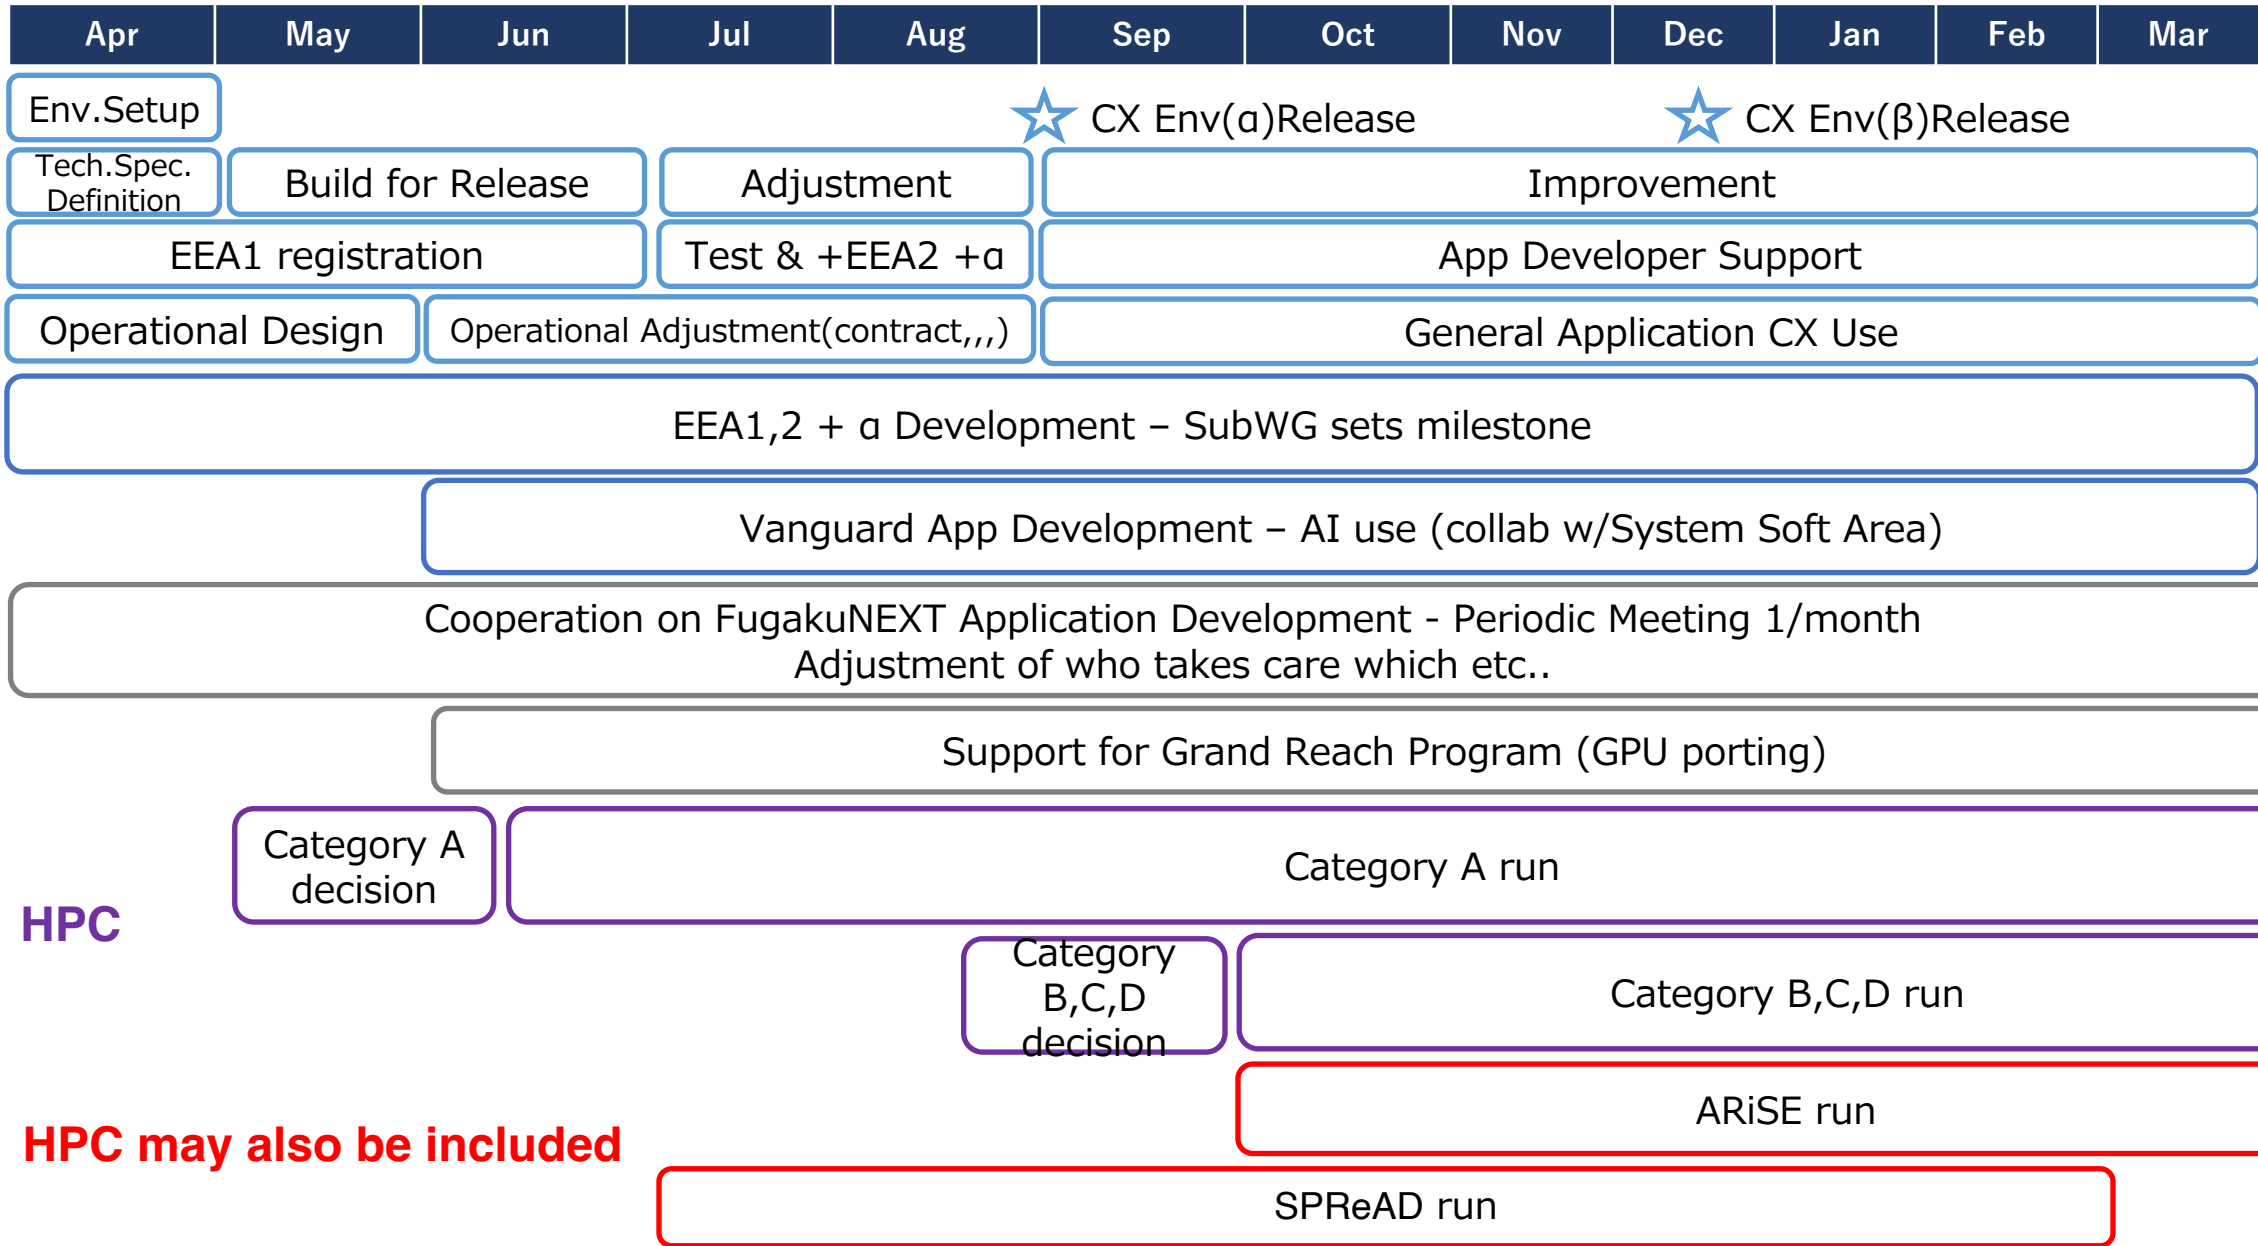 Apr May Jun Jul Aug Sep Oct Nov Dec Jan Feb Mar
Env.Setup
CX Env(α)Release
CX Env(β)Release
Tech.Spec.
Definition
Build for Release
Adjustment
Improvement
EEA1 registration
Test & +EEA2 +α
App Developer Support
Operational Design
Operational Adjustment(contract,,,)
General Application CX Use
EEA1,2 + α Development – SubWG sets milestone
Vanguard App Development – AI use (collab w/System Soft Area)
Cooperation on FugakuNEXT Application Development - Periodic Meeting 1/month
Adjustment of who takes care which etc..
Support for Grand Reach Program (GPU porting)
Category A
decision
Category A run
HPC
Category
B,C,D
decision
Category B,C,D run
ARiSE run
HPC may also be included
SPReAD run